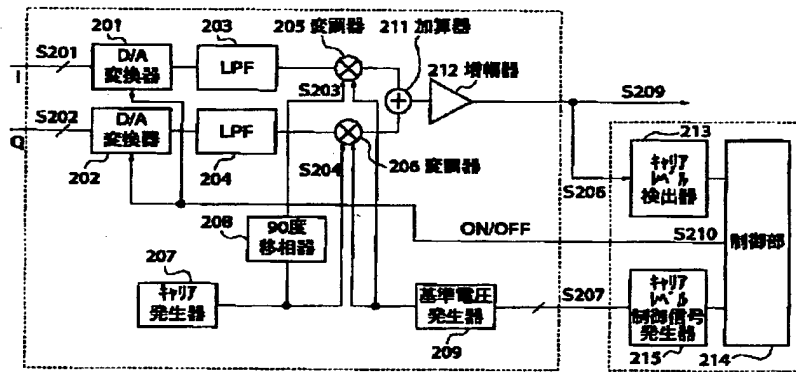 201
203
205 変調器
211 加算器
S201
D/A
変換器
LPF
212 増幅器
I
S203
S209
S202
D/A
変換器
LPF
213
Q
S204
キャリア
レベル
検出器
202
204
206 変調器
S206
208
90度
移相器
ON/OFF
S210
制御部
207
キャリア
発生器
基準電圧
発生器
S207
キャリア
レベル
制御信号
発生器
209
215
214